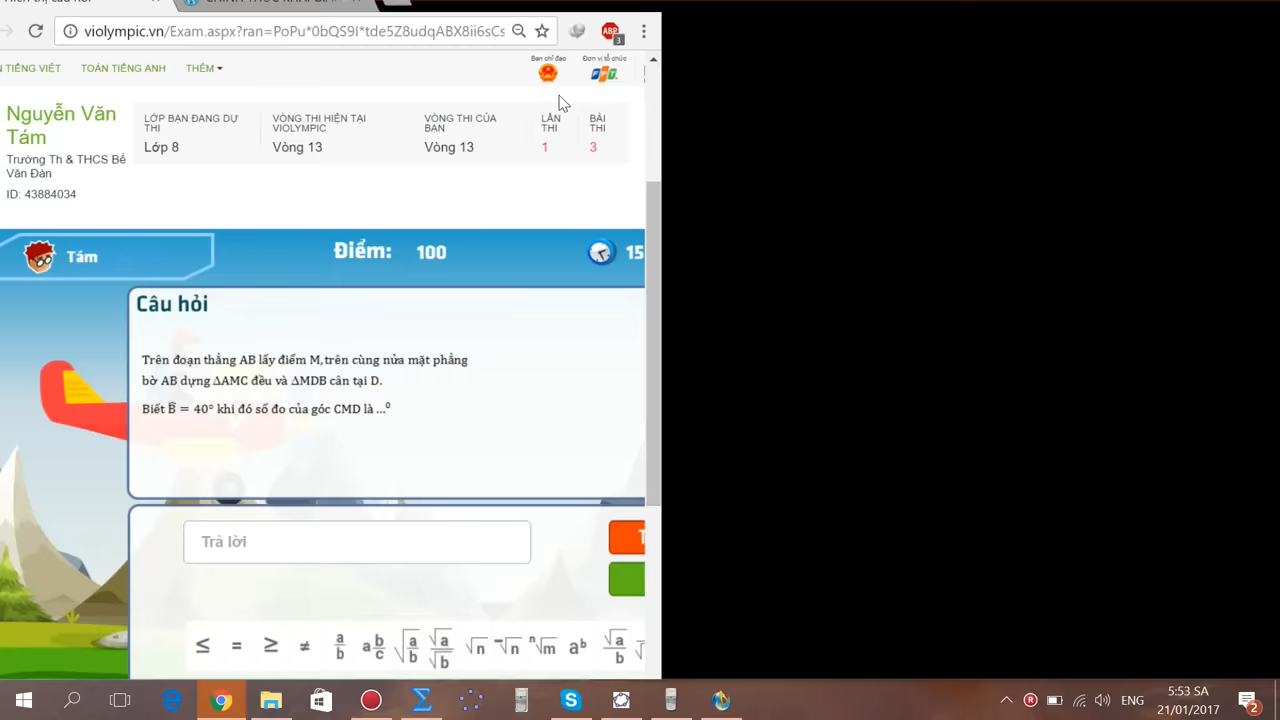 violympic.vn/Exam.aspx?ran=PoPu*0bQS9I*tde5Z8udqABX8ii6sCs
ABP
3
TIẾNG VIỆT TOÁN TIẾNG ANH THÊM
Ban chỉ đạo Đơn vị tổ chức
FPT
Nguyễn Văn
Tám
Trường Th & THCS Bế
Văn Đàn
ID: 43884034
LỚP BẠN ĐANG DỰ
THI
Lớp 8
VÒNG THI HIỆN TẠI
VIOLYMPIC
Vòng 13
VÒNG THI CỦA
BẠN
Vòng 13
LẦN
THI
1
BÀI
THI
3
Tám Điểm: 100 15
Câu hỏi
Trên đoạn thẳng AB lấy điểm M, trên cùng nửa mặt phẳng
bờ AB dựng ΔAMC đều và ΔMDB cân tại D.
Biết B̂ = 40° khi đó số đo của góc CMD là ...⁰
Trả lời
T
≤ = ≥ ≠ a/b a b/c √(a/b) √a/√b √n -√n ⁿ√m aᵇ √a/b
ENG
5:53 SA
21/01/2017
2